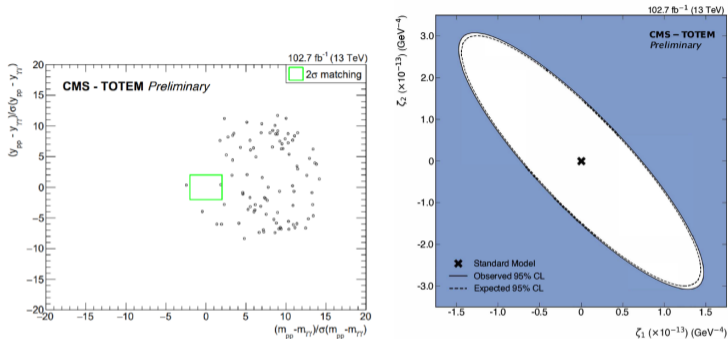 102.7 fb⁻¹ (13 TeV)
CMS - TOTEM Preliminary
2σ matching
(y_pp - y_γγ)/σ(y_pp - y_γγ)
20
15
10
5
0
−5
−10
−15
−20
−20 −15 −10 −5 0 5 10 15 20
(m_pp-m_γγ)/σ(m_pp-m_γγ)
102.7 fb⁻¹ (13 TeV)
CMS − TOTEM
Preliminary
ζ₂ (×10⁻¹³) (GeV⁻⁴)
3.0
2.0
1.0
0
-1.0
-2.0
-3.0
Standard Model
Observed 95% CL
Expected 95% CL
-1.5 -1.0 -0.5 0 0.5 1.0 1.5
ζ₁ (×10⁻¹³) (GeV⁻⁴)